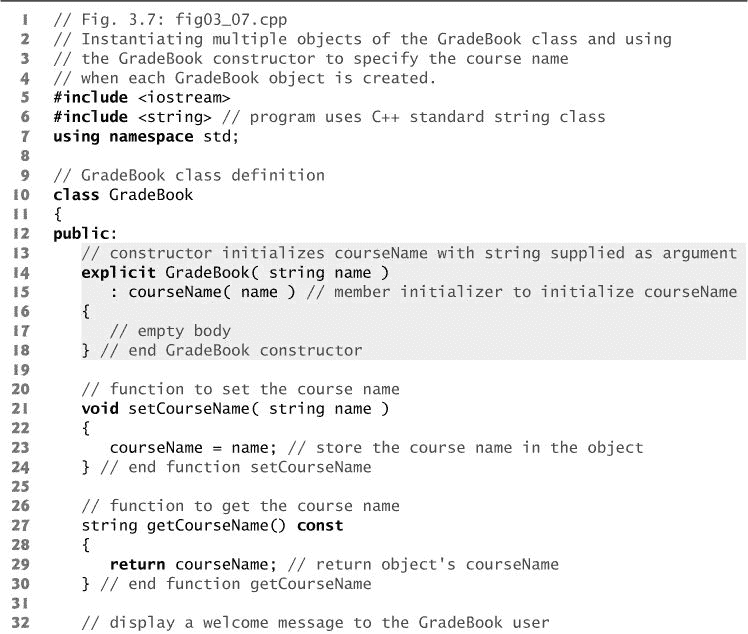 1 // Fig. 3.7: fig03_07.cpp
2 // Instantiating multiple objects of the GradeBook class and using
3 // the GradeBook constructor to specify the course name
4 // when each GradeBook object is created.
5 #include <iostream>
6 #include <string> // program uses C++ standard string class
7 using namespace std;
8
9 // GradeBook class definition
10 class GradeBook
11 {
12 public:
13    // constructor initializes courseName with string supplied as argument
14    explicit GradeBook( string name )
15       : courseName( name ) // member initializer to initialize courseName
16    {
17       // empty body
18    } // end GradeBook constructor
19
20    // function to set the course name
21    void setCourseName( string name )
22    {
23       courseName = name; // store the course name in the object
24    } // end function setCourseName
25
26    // function to get the course name
27    string getCourseName() const
28    {
29       return courseName; // return object's courseName
30    } // end function getCourseName
31
32    // display a welcome message to the GradeBook user